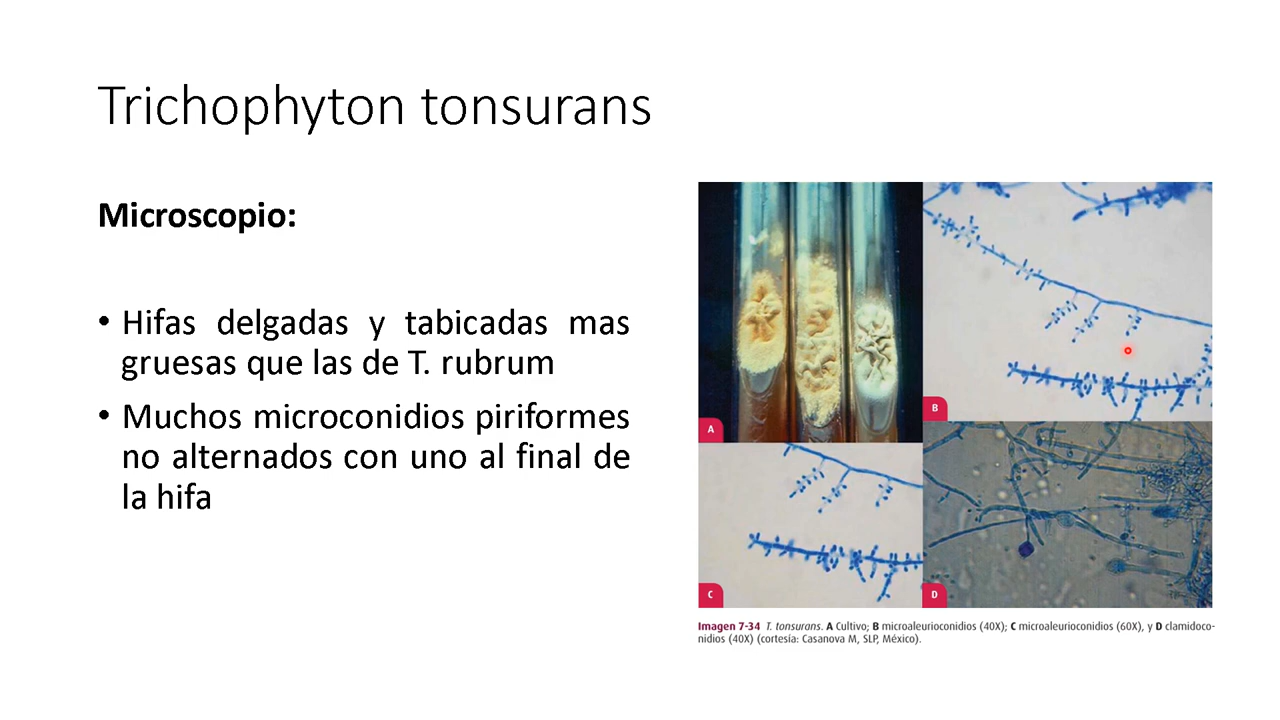 Trichophyton tonsurans
Microscopio:
• Hifas delgadas y tabicadas mas
gruesas que las de T. rubrum
• Muchos microconidios piriformes
no alternados con uno al final de
la hifa
A
B
C
D
Imagen 7-34 T. tonsurans. A Cultivo; B microaleurioconidios (40X); C microaleurioconidios (60X), y D clamidoco-
nidios (40X) (cortesía: Casanova M, SLP, México).